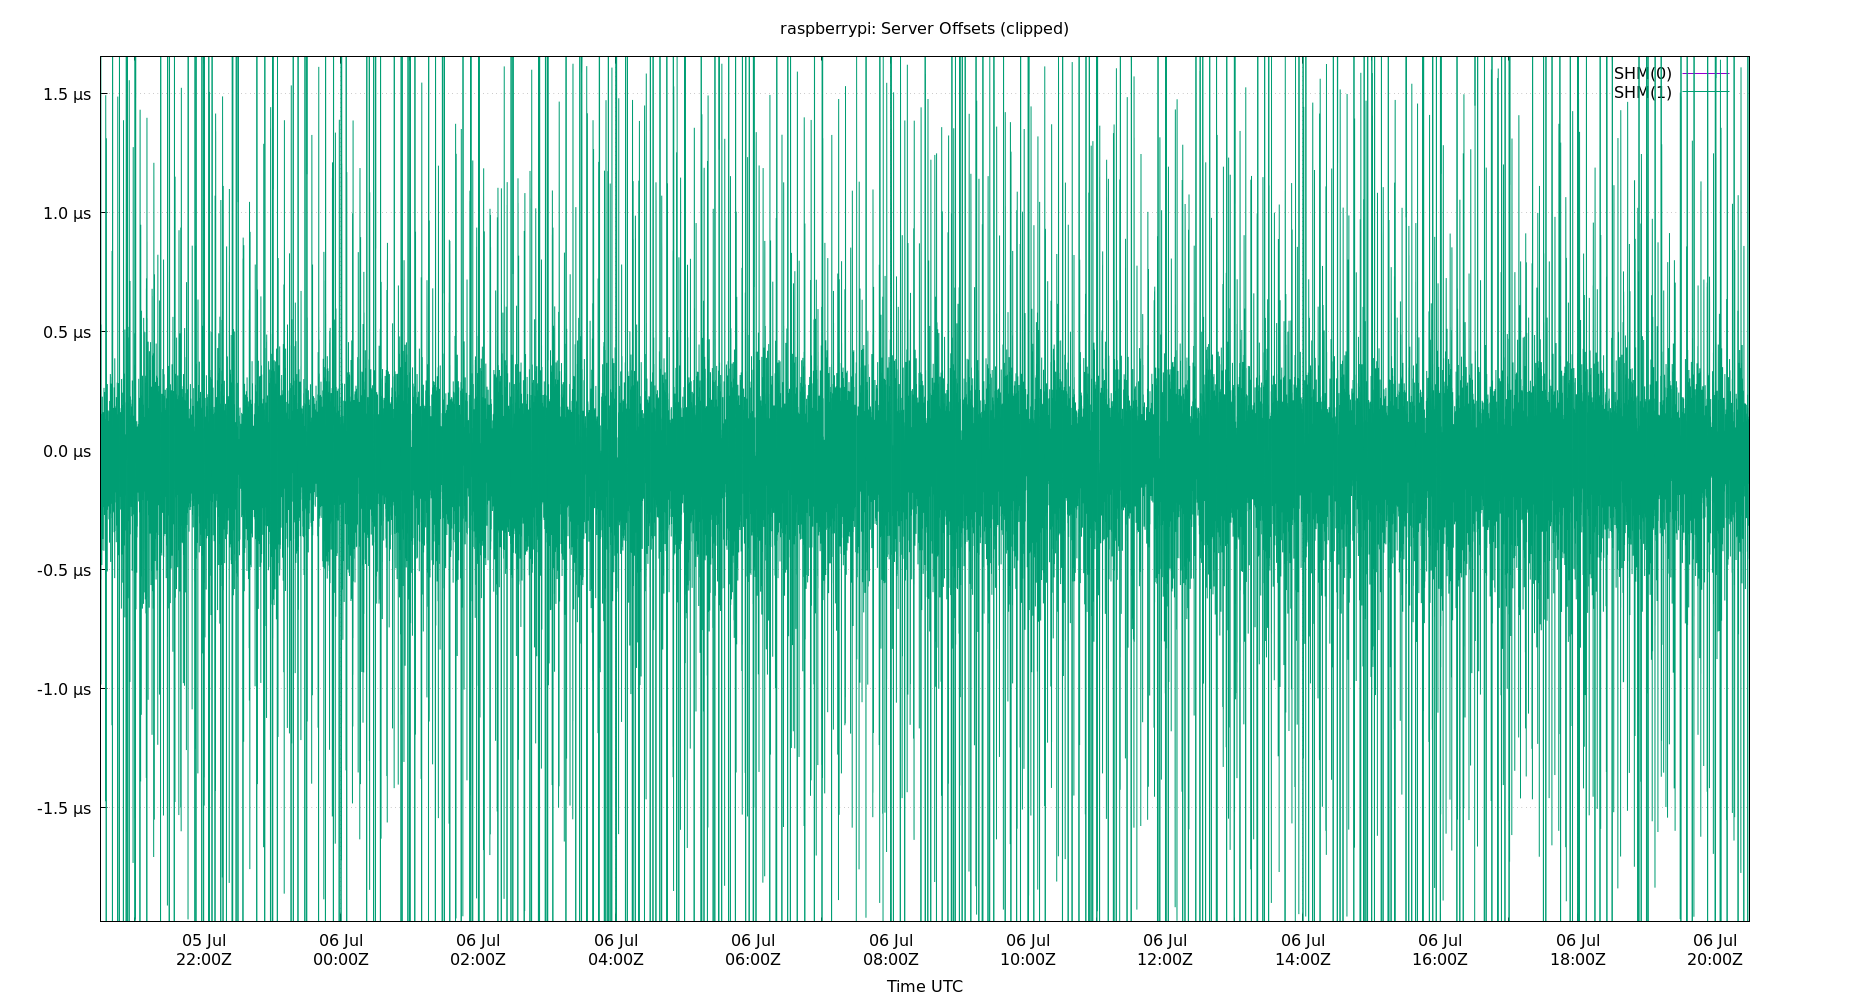 raspberrypi: Server Offsets (clipped)
SHM(0)
SHM(1)
1.5 µs
1.0 µs
0.5 µs
0.0 µs
-0.5 µs
-1.0 µs
-1.5 µs
05 Jul 06 Jul 06 Jul 06 Jul 06 Jul 06 Jul 06 Jul 06 Jul 06 Jul 06 Jul 06 Jul 06 Jul
22:00Z 00:00Z 02:00Z 04:00Z 06:00Z 08:00Z 10:00Z 12:00Z 14:00Z 16:00Z 18:00Z 20:00Z
Time UTC